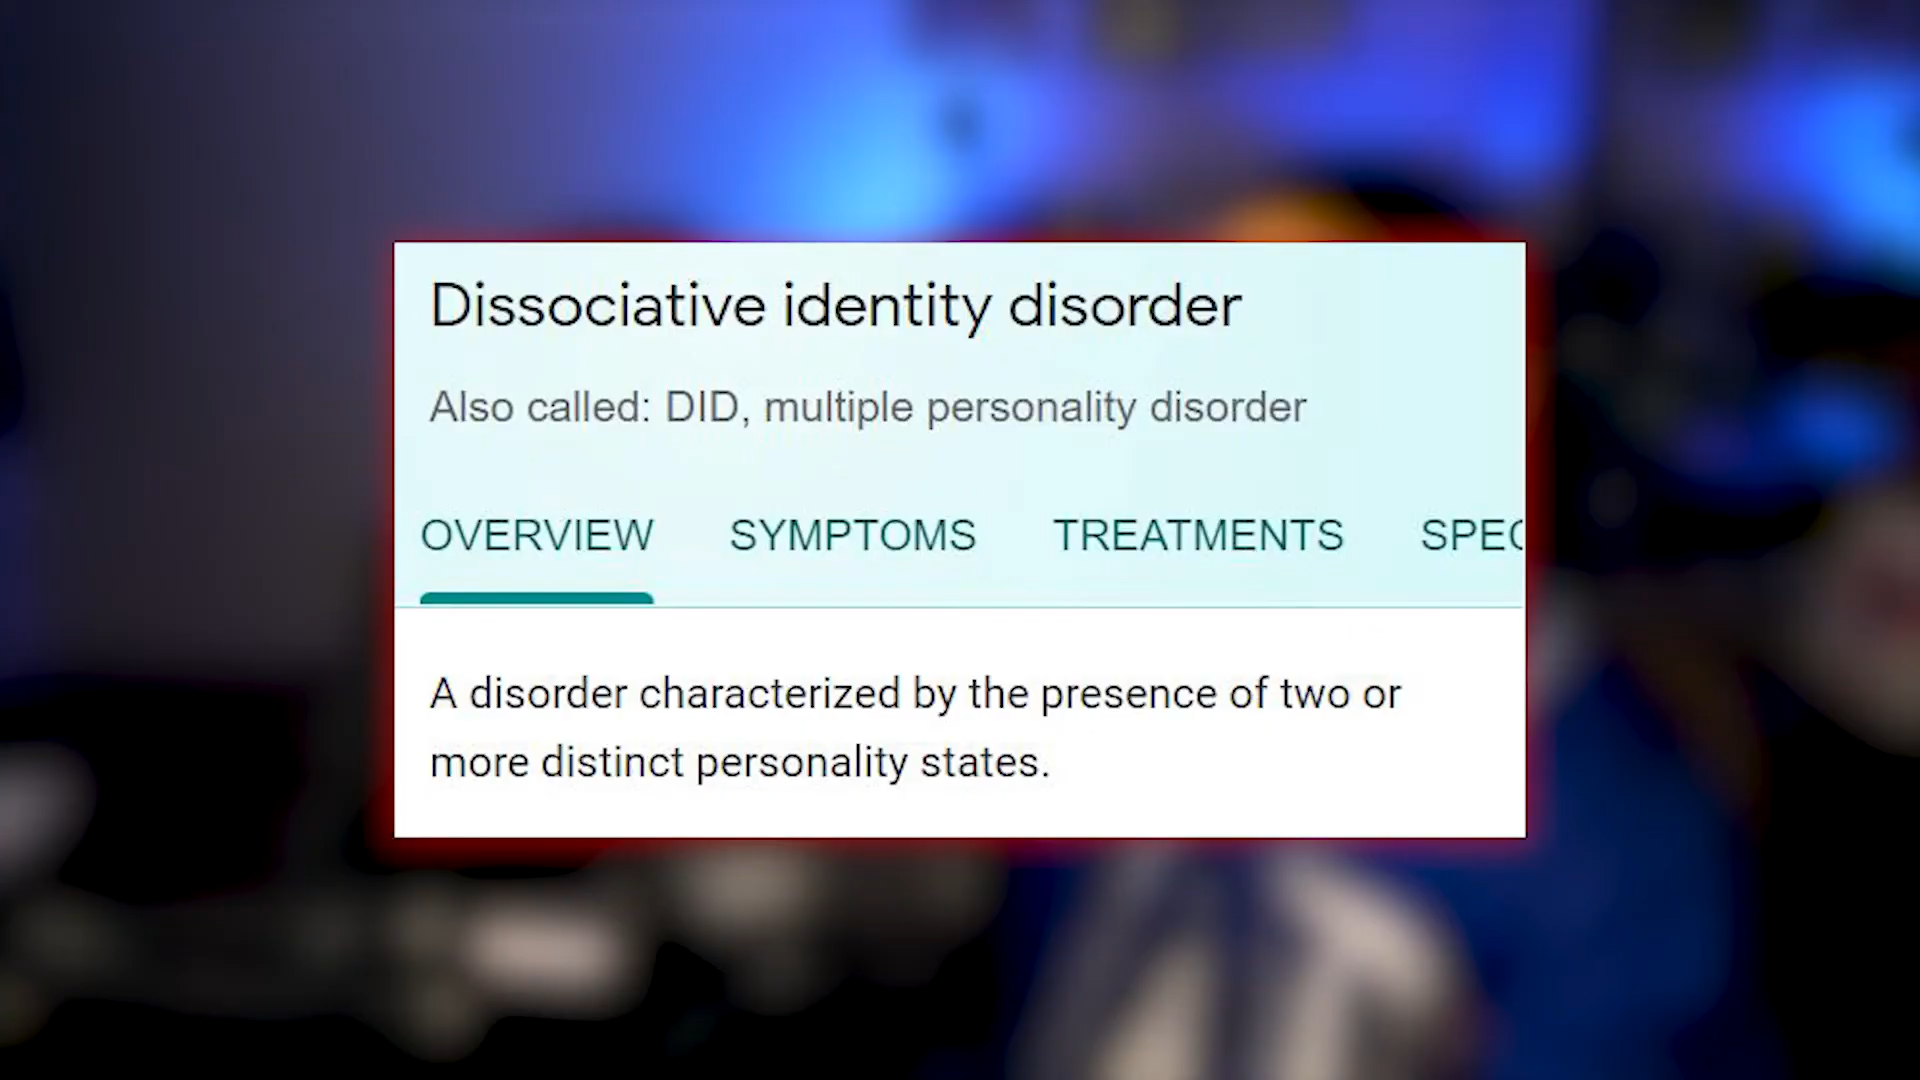 Dissociative identity disorder
Also called: DID, multiple personality disorder
OVERVIEW SYMPTOMS TREATMENTS SPEC
A disorder characterized by the presence of two or
more distinct personality states.